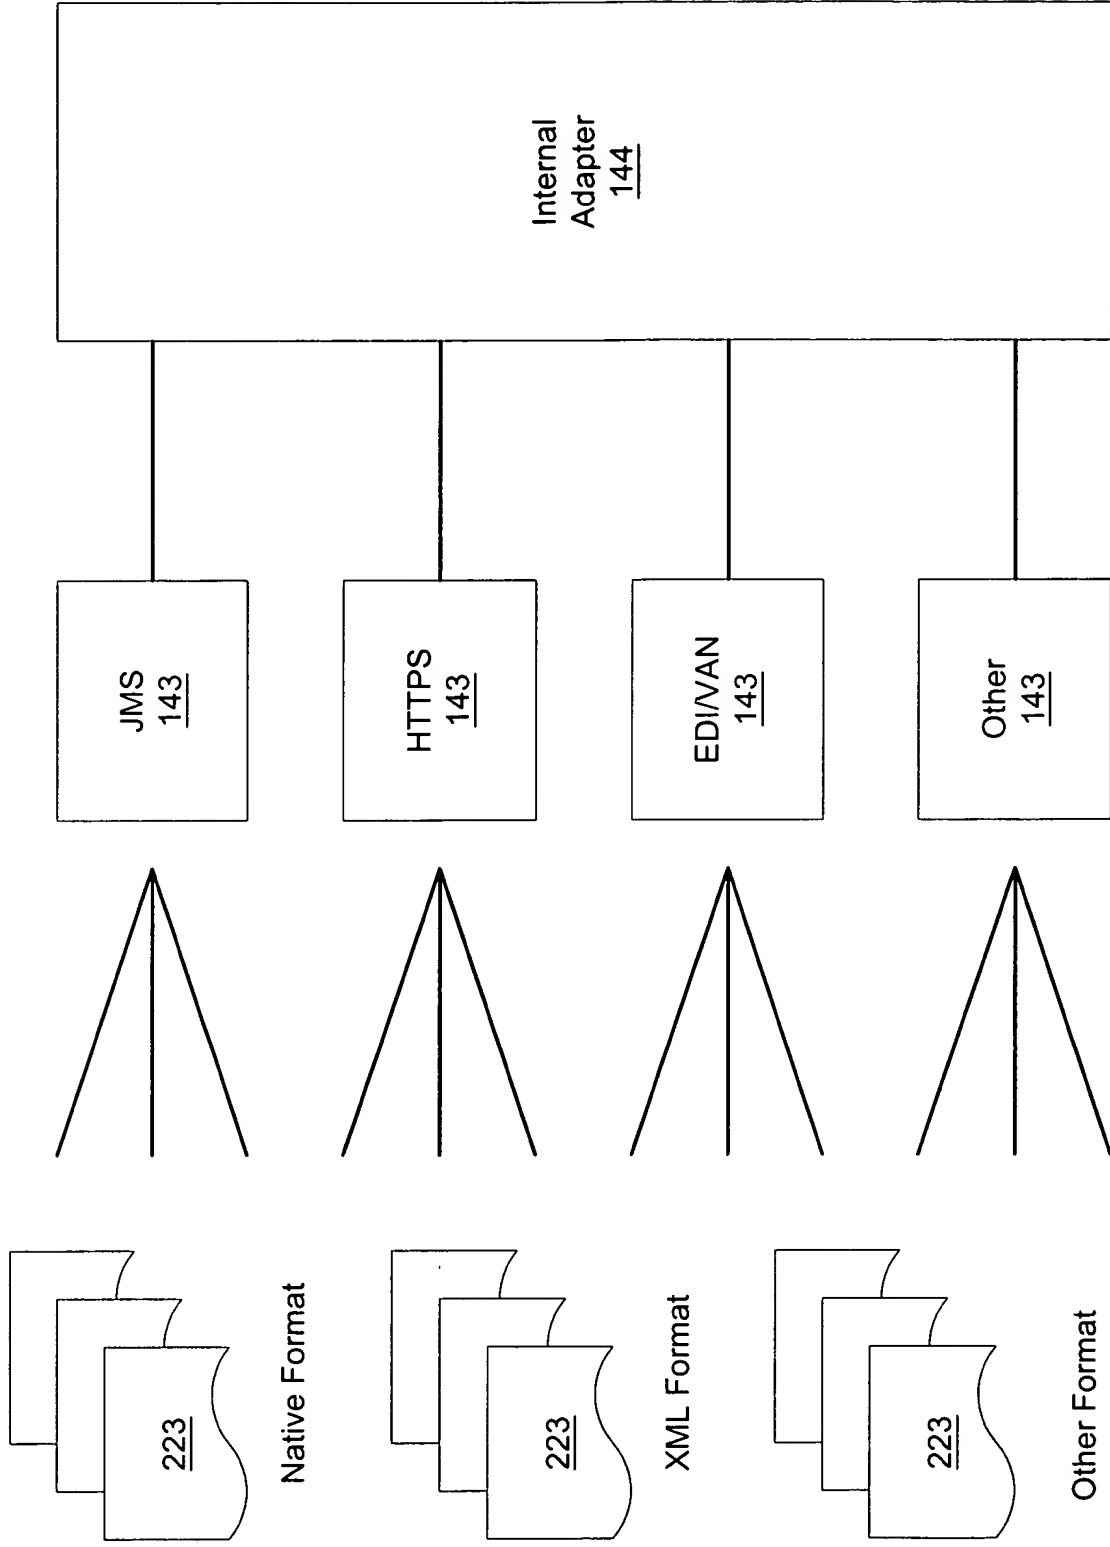 223
Native Format
223
XML Format
223
Other Format
JMS
143
HTTPS
143
EDI/VAN
143
Other
143
Internal
Adapter
144